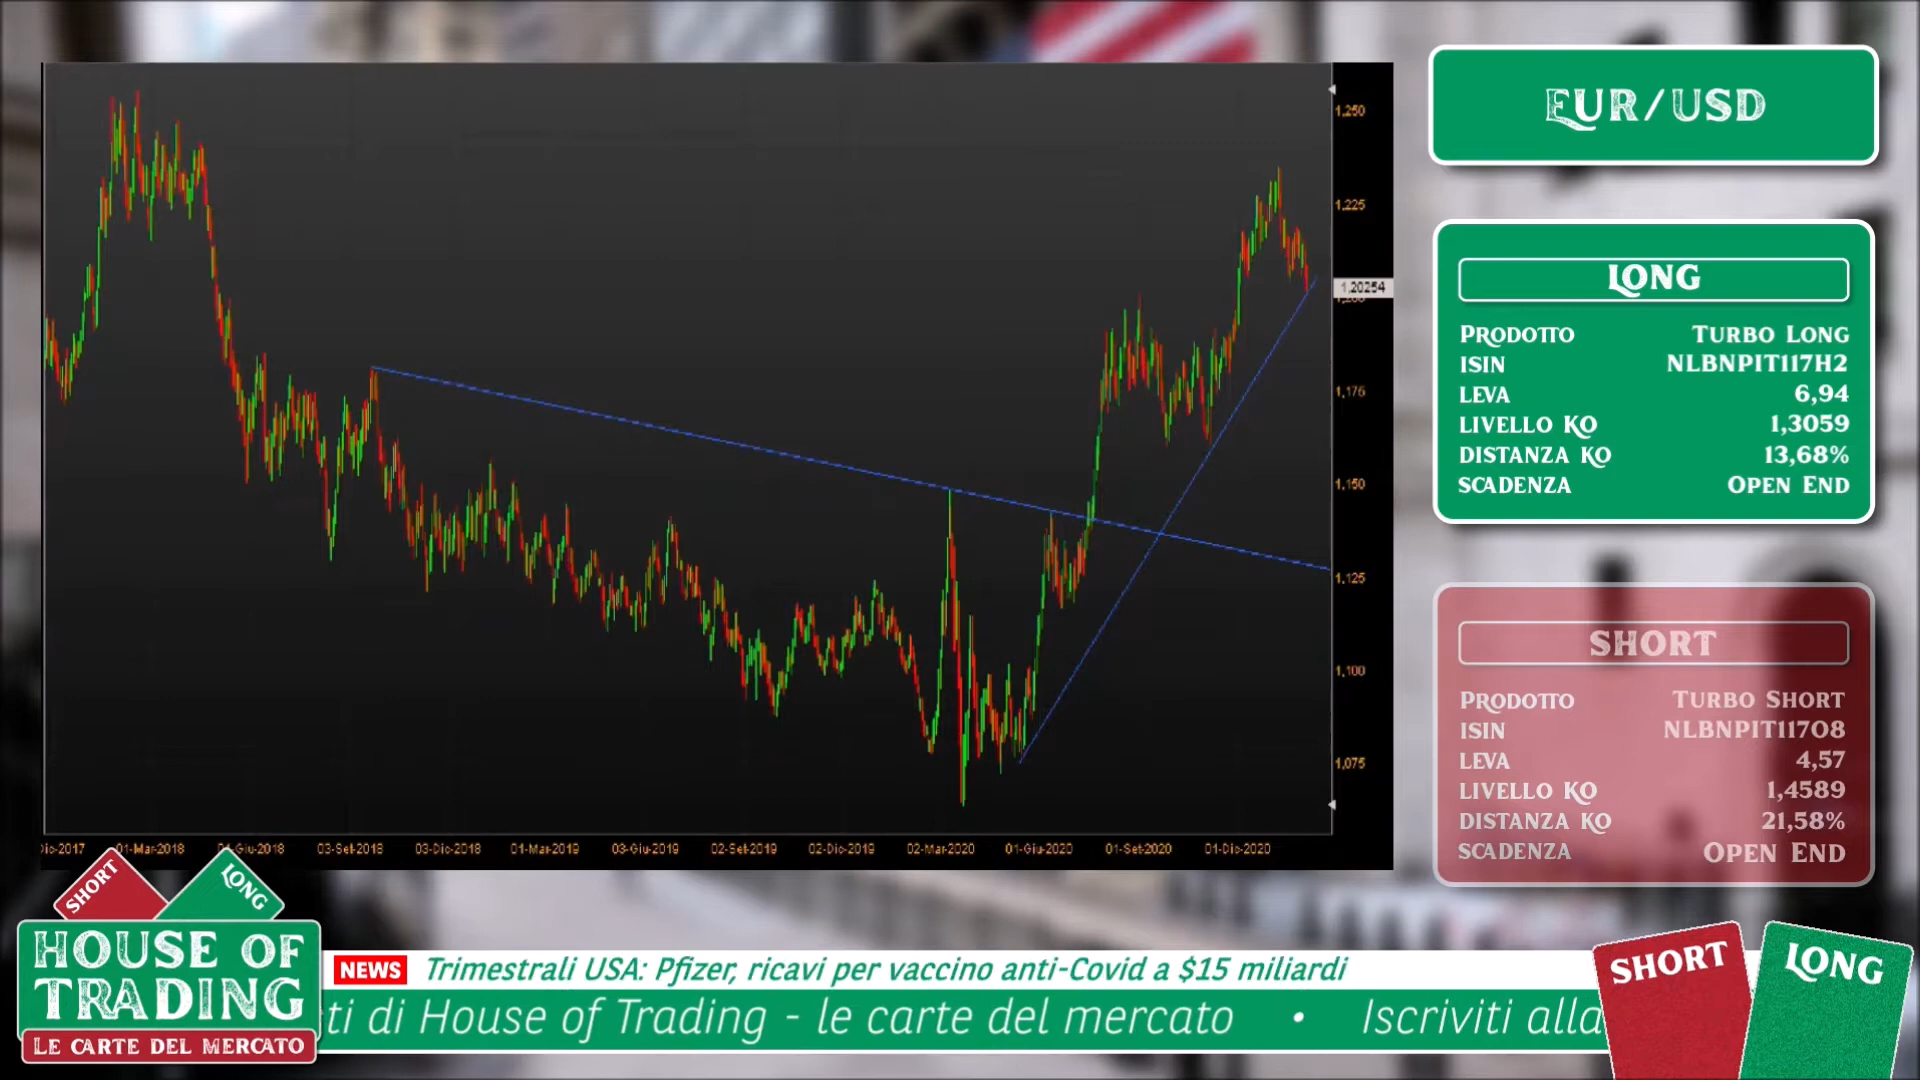 EUR/USD
1,250
1,225
1,20254
1,175
1,150
1,125
1,100
1,075
01-Mar-2018
03-Set-2018
03-Dic-2018
01-Mar-2019
03-Giu-2019
02-Set-2019
02-Dic-2019
02-Mar-2020
01-Giu-2020
01-Set-2020
01-Dic-2020
LONG
PRODOTTO TURBO LONG
ISIN NLBNPIT117H2
LEVA 6,94
LIVELLO KO 1,3059
DISTANZA KO 13,68%
SCADENZA OPEN END
SHORT
PRODOTTO TURBO SHORT
ISIN NLBNPIT117O8
LEVA 4,57
LIVELLO KO 1,4589
DISTANZA KO 21,58%
SCADENZA OPEN END
SHORT LONG
HOUSE OF
TRADING
LE CARTE DEL MERCATO
NEWS Trimestrali USA: Pfizer, ricavi per vaccino anti-Covid a $15 miliardi
ti di House of Trading - le carte del mercato • Iscriviti alla
SHORT LONG